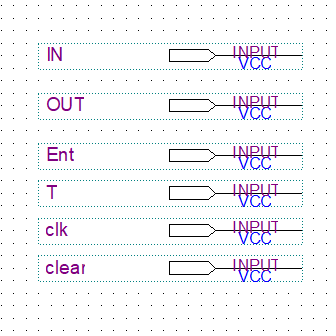 IN INPUT
VCC
OUT INPUT
VCC
Ent INPUT
VCC
T INPUT
VCC
clk INPUT
VCC
clear INPUT
VCC